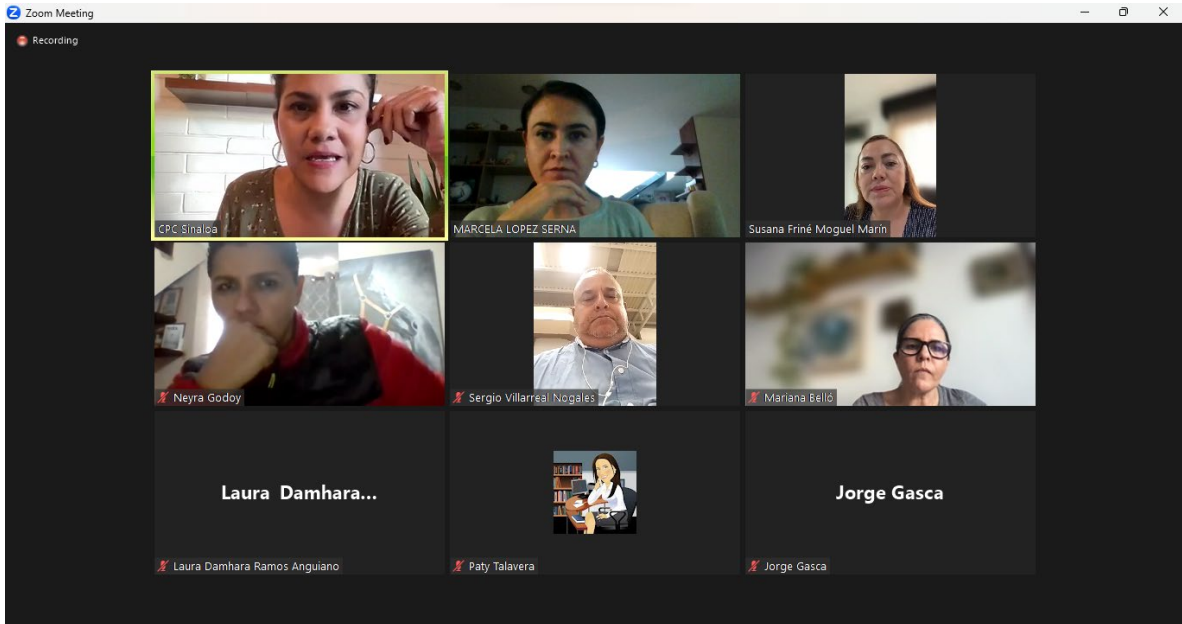 Zoom Meeting
Recording
CPC Sinaloa
MARCELA LOPEZ SERNA
Susana Friné Moguel Marín
Neyra Godoy
Sergio Villarreal Nogales
Mariana Belló
Laura Damhara...
Jorge Gasca
Laura Damhara Ramos Anguiano
Paty Talavera
Jorge Gasca